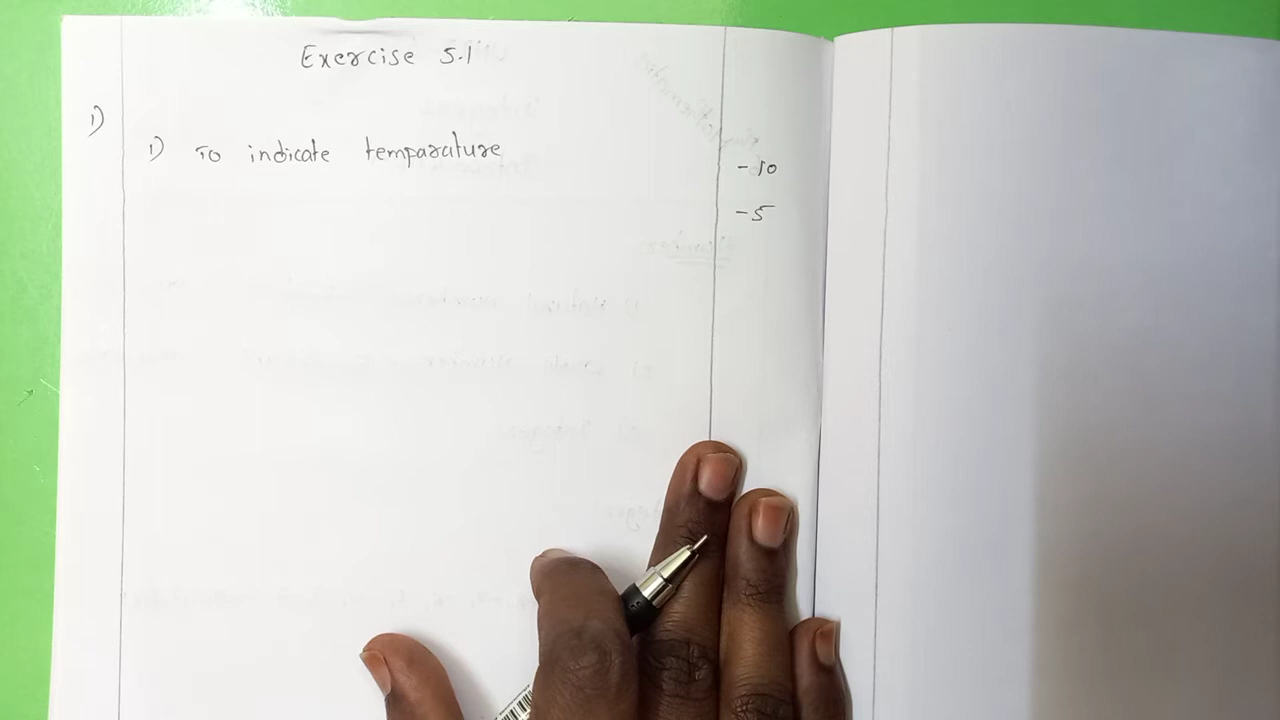 Exercise 5.1
1)
1) To indicate temparature
-10
-5